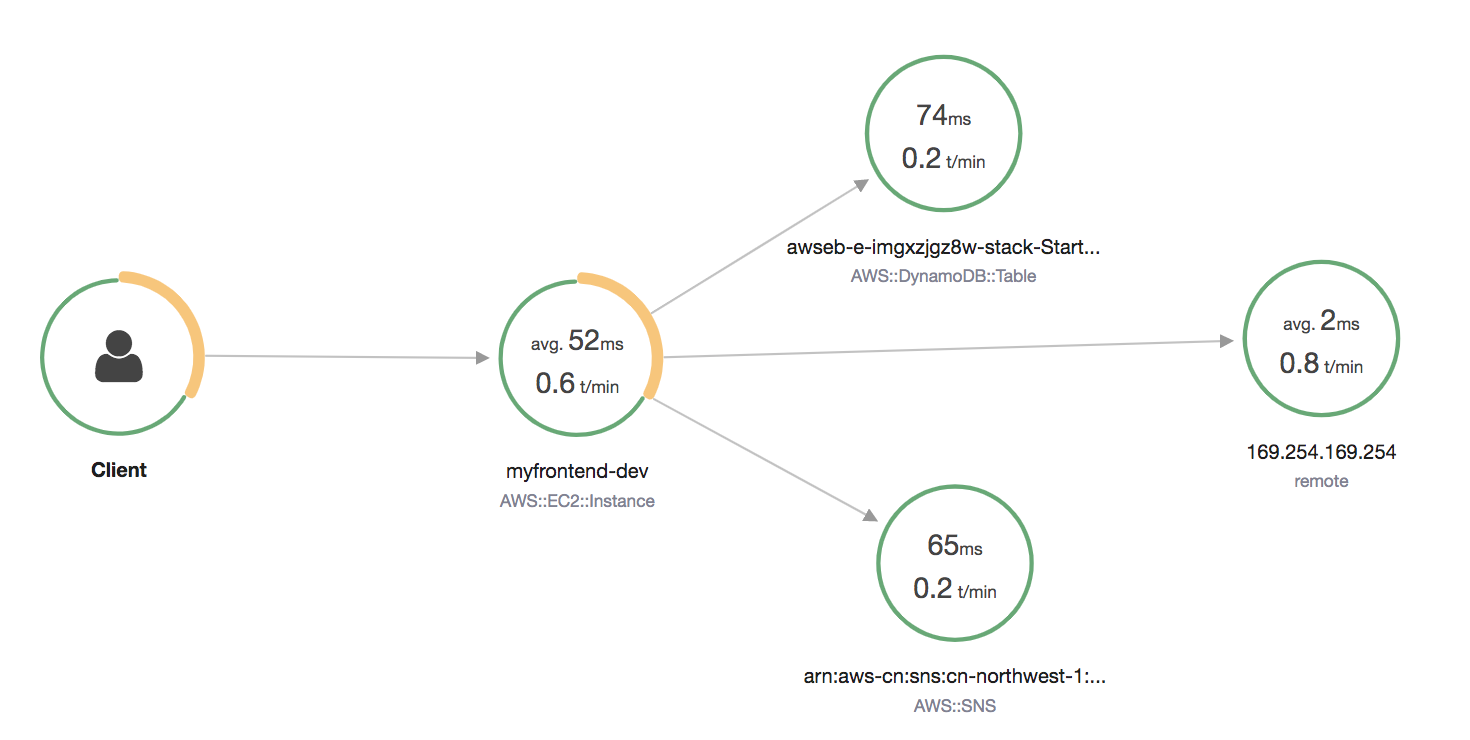 74ms
0.2 t/min
awseb-e-imgxzjgz8w-stack-Start...
AWS::DynamoDB::Table
Client
avg. 52ms
0.6 t/min
myfrontend-dev
AWS::EC2::Instance
avg. 2ms
0.8 t/min
169.254.169.254
remote
65ms
0.2 t/min
arn:aws-cn:sns:cn-northwest-1:...
AWS::SNS